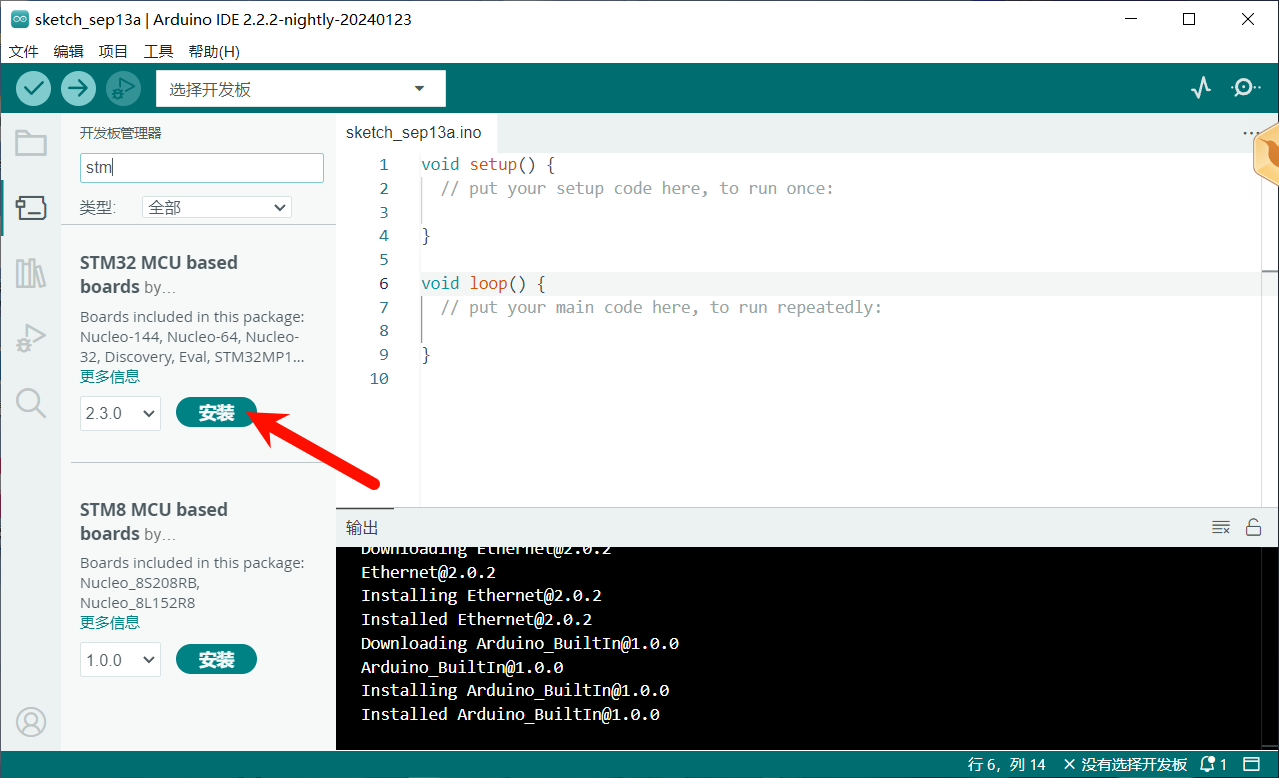 sketch_sep13a | Arduino IDE 2.2.2-nightly-20240123
文件 编辑 项目 工具 帮助(H)
选择开发板
开发板管理器
stm
类型: 全部
STM32 MCU based
boards by...
Boards included in this package:
Nucleo-144, Nucleo-64, Nucleo-
32, Discovery, Eval, STM32MP1...
更多信息
2.3.0 安装
STM8 MCU based
boards by...
Boards included in this package:
Nucleo_8S208RB,
Nucleo_8L152R8
更多信息
1.0.0 安装
sketch_sep13a.ino
1 void setup() {
2 // put your setup code here, to run once:
3
4 }
5
6 void loop() {
7 // put your main code here, to run repeatedly:
8
9 }
10
输出
Downloading Ethernet@2.0.2
Ethernet@2.0.2
Installing Ethernet@2.0.2
Installed Ethernet@2.0.2
Downloading Arduino_BuiltIn@1.0.0
Arduino_BuiltIn@1.0.0
Installing Arduino_BuiltIn@1.0.0
Installed Arduino_BuiltIn@1.0.0
行 6，列 14 × 没有选择开发板 1